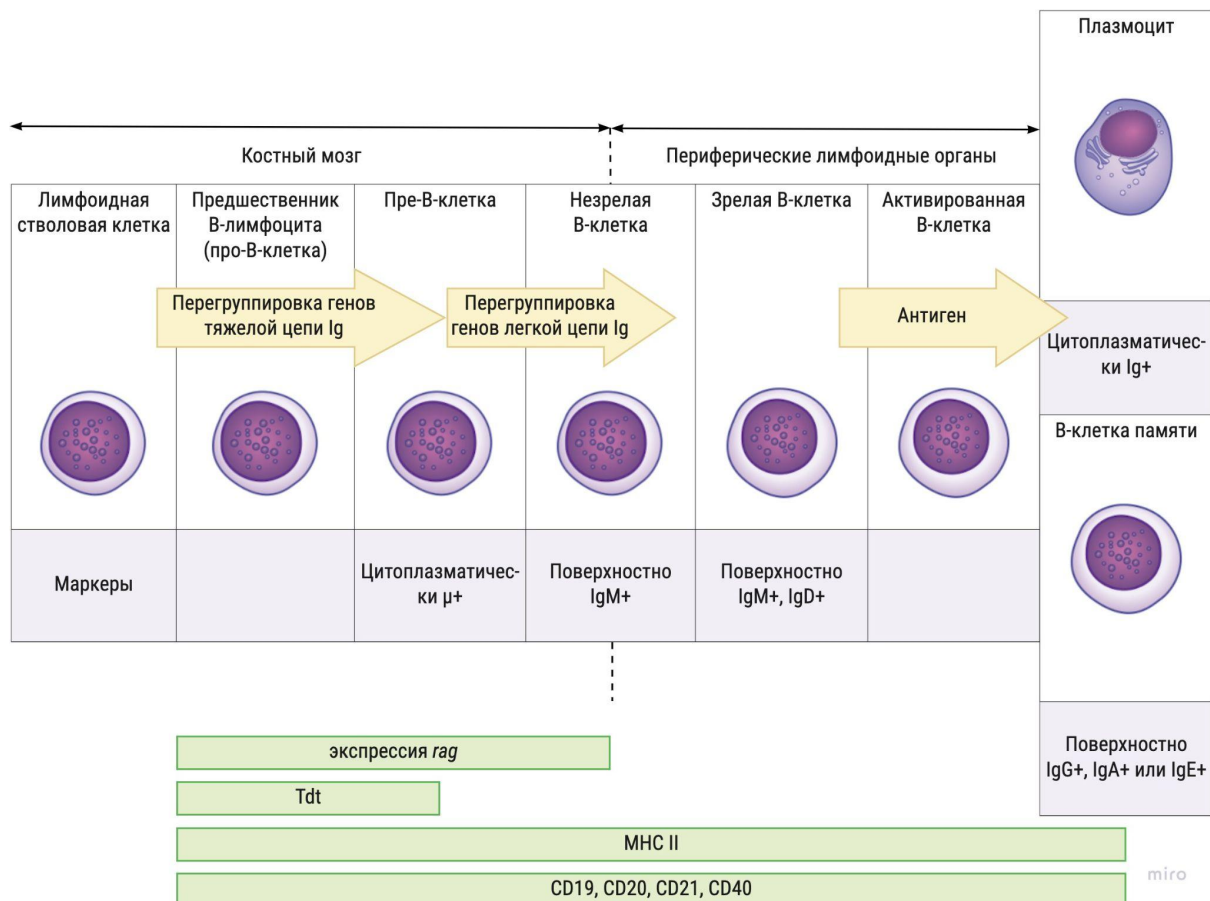 Плазмоцит
Костный мозг
Периферические лимфоидные органы
Лимфоидная
стволовая клетка
Предшественник
В-лимфоцита
(про-В-клетка)
Пре-В-клетка
Незрелая
В-клетка
Зрелая В-клетка
Активированная
В-клетка
Перегруппировка генов
тяжелой цепи Ig
Перегруппировка
генов легкой цепи Ig
Антиген
Цитоплазматичес-
ки Ig+
В-клетка памяти
Маркеры
Цитоплазматичес-
ки μ+
Поверхностно
IgM+
Поверхностно
IgM+, IgD+
Поверхностно
IgG+, IgA+ или IgE+
экспрессия rag
Tdt
МНС II
CD19, CD20, CD21, CD40
miro